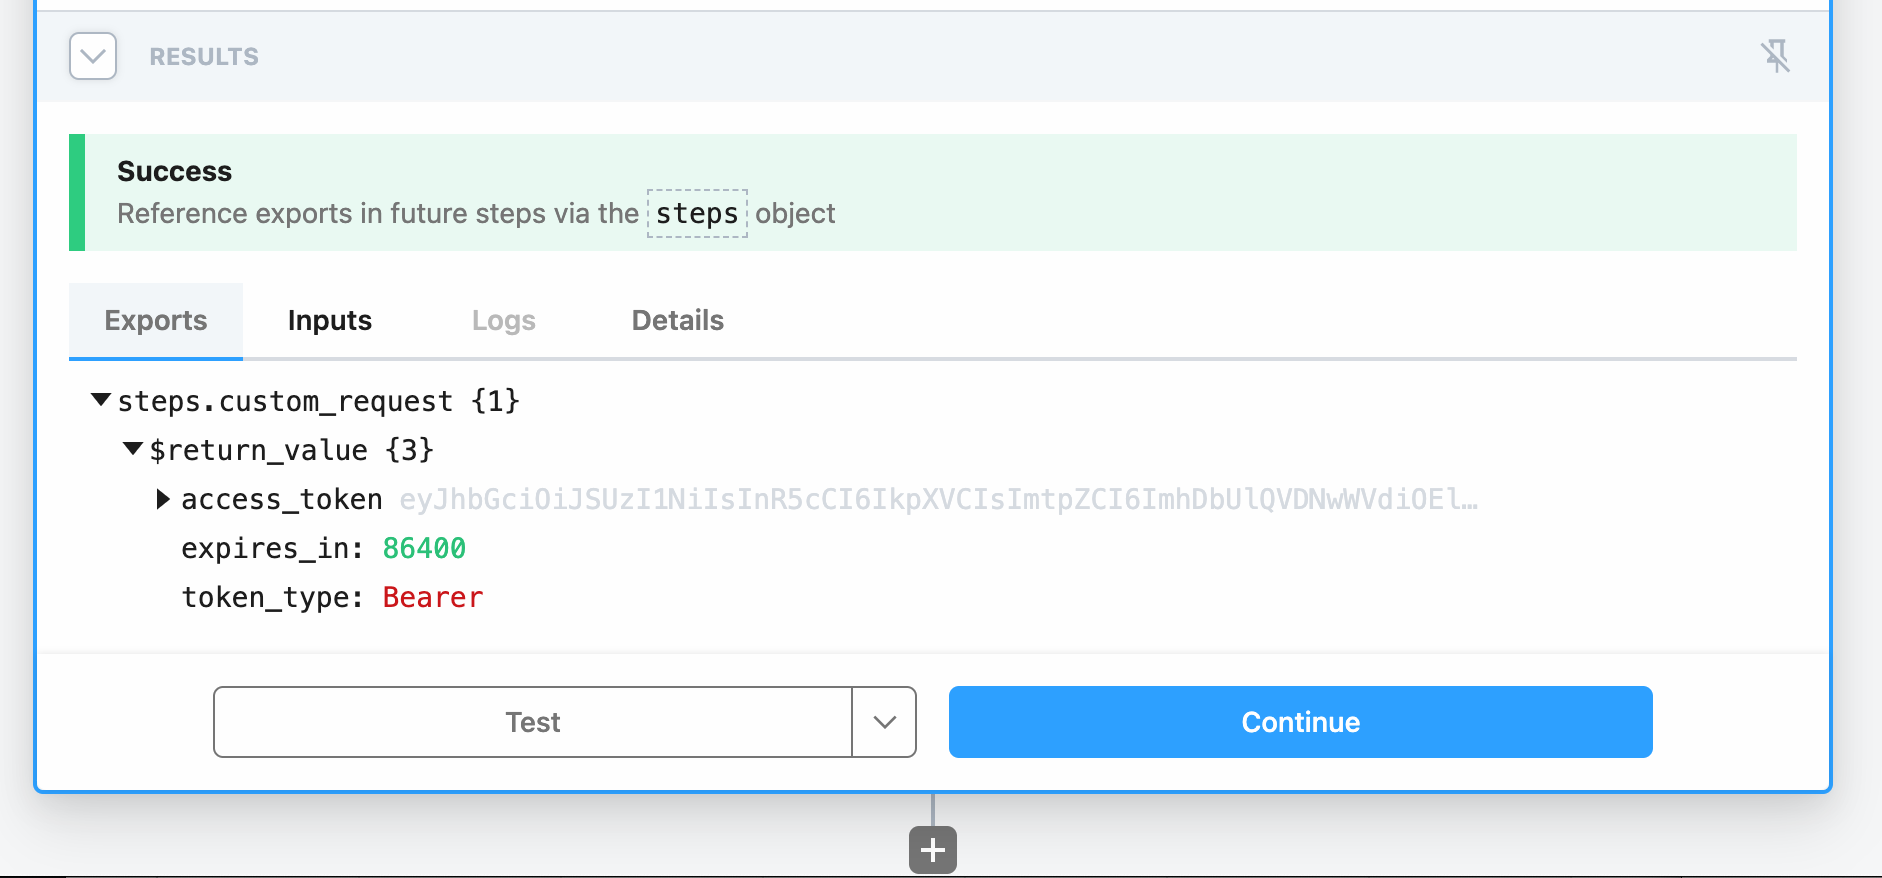 RESULTS
Success
Reference exports in future steps via the steps object
Exports Inputs Logs Details
steps.custom_request {1}
$return_value {3}
access_token eyJhbGciOiJSUzI1NiIsInR5cCI6IkpXVCIsImtpZCI6ImhDbUlQVDNwWVdiOEl…
expires_in: 86400
token_type: Bearer
Test Continue